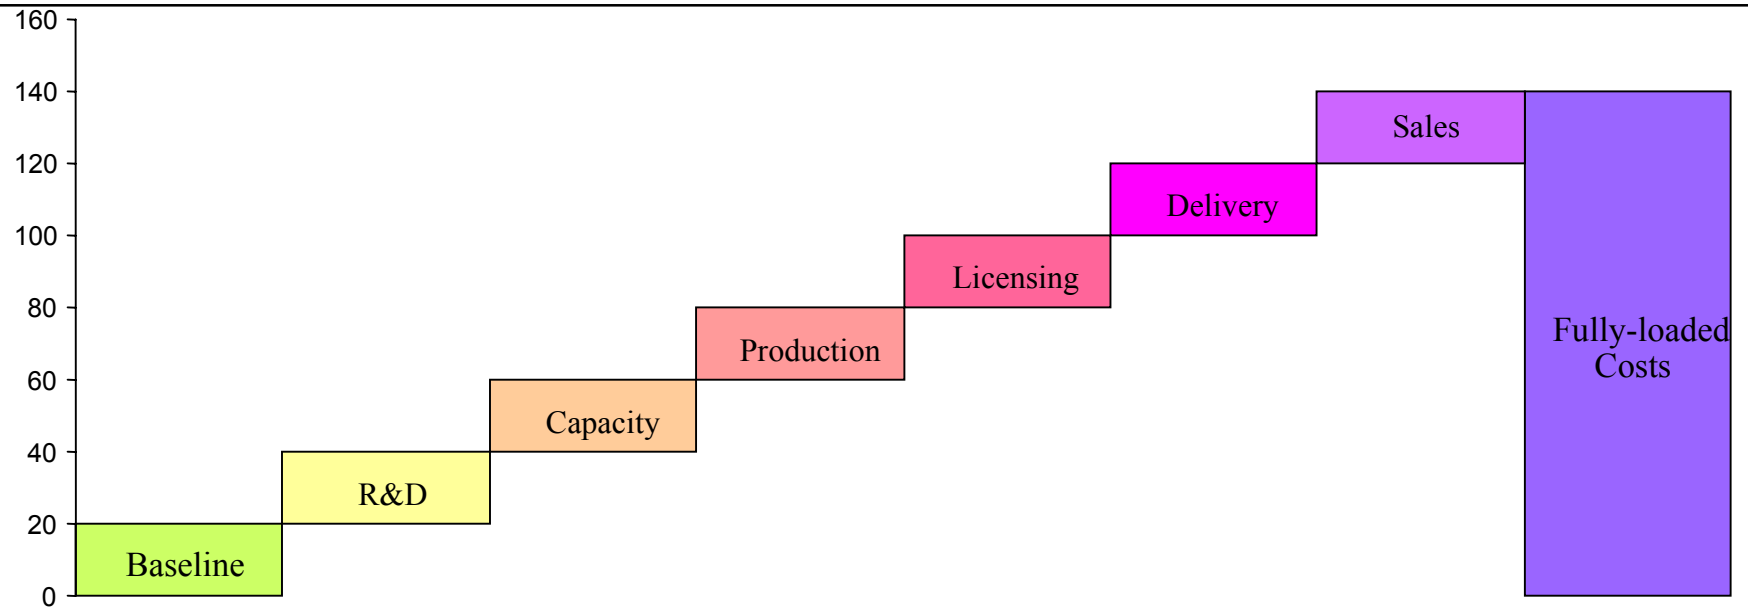 160
140
120
100
80
60
40
20
0
Sales
Delivery
Licensing
Fully-loaded
Costs
Production
Capacity
R&D
Baseline